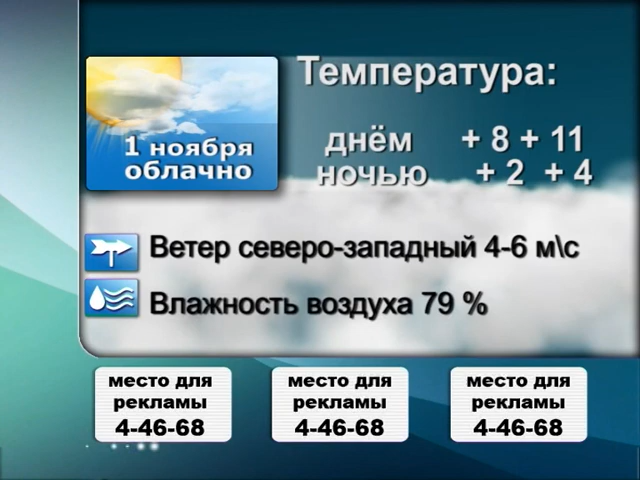 Температура:
1 ноября
облачно
днём + 8 + 11
ночью + 2 + 4
Ветер северо-западный 4-6 м\с
Влажность воздуха 79 %
место для
рекламы
4-46-68
место для
рекламы
4-46-68
место для
рекламы
4-46-68